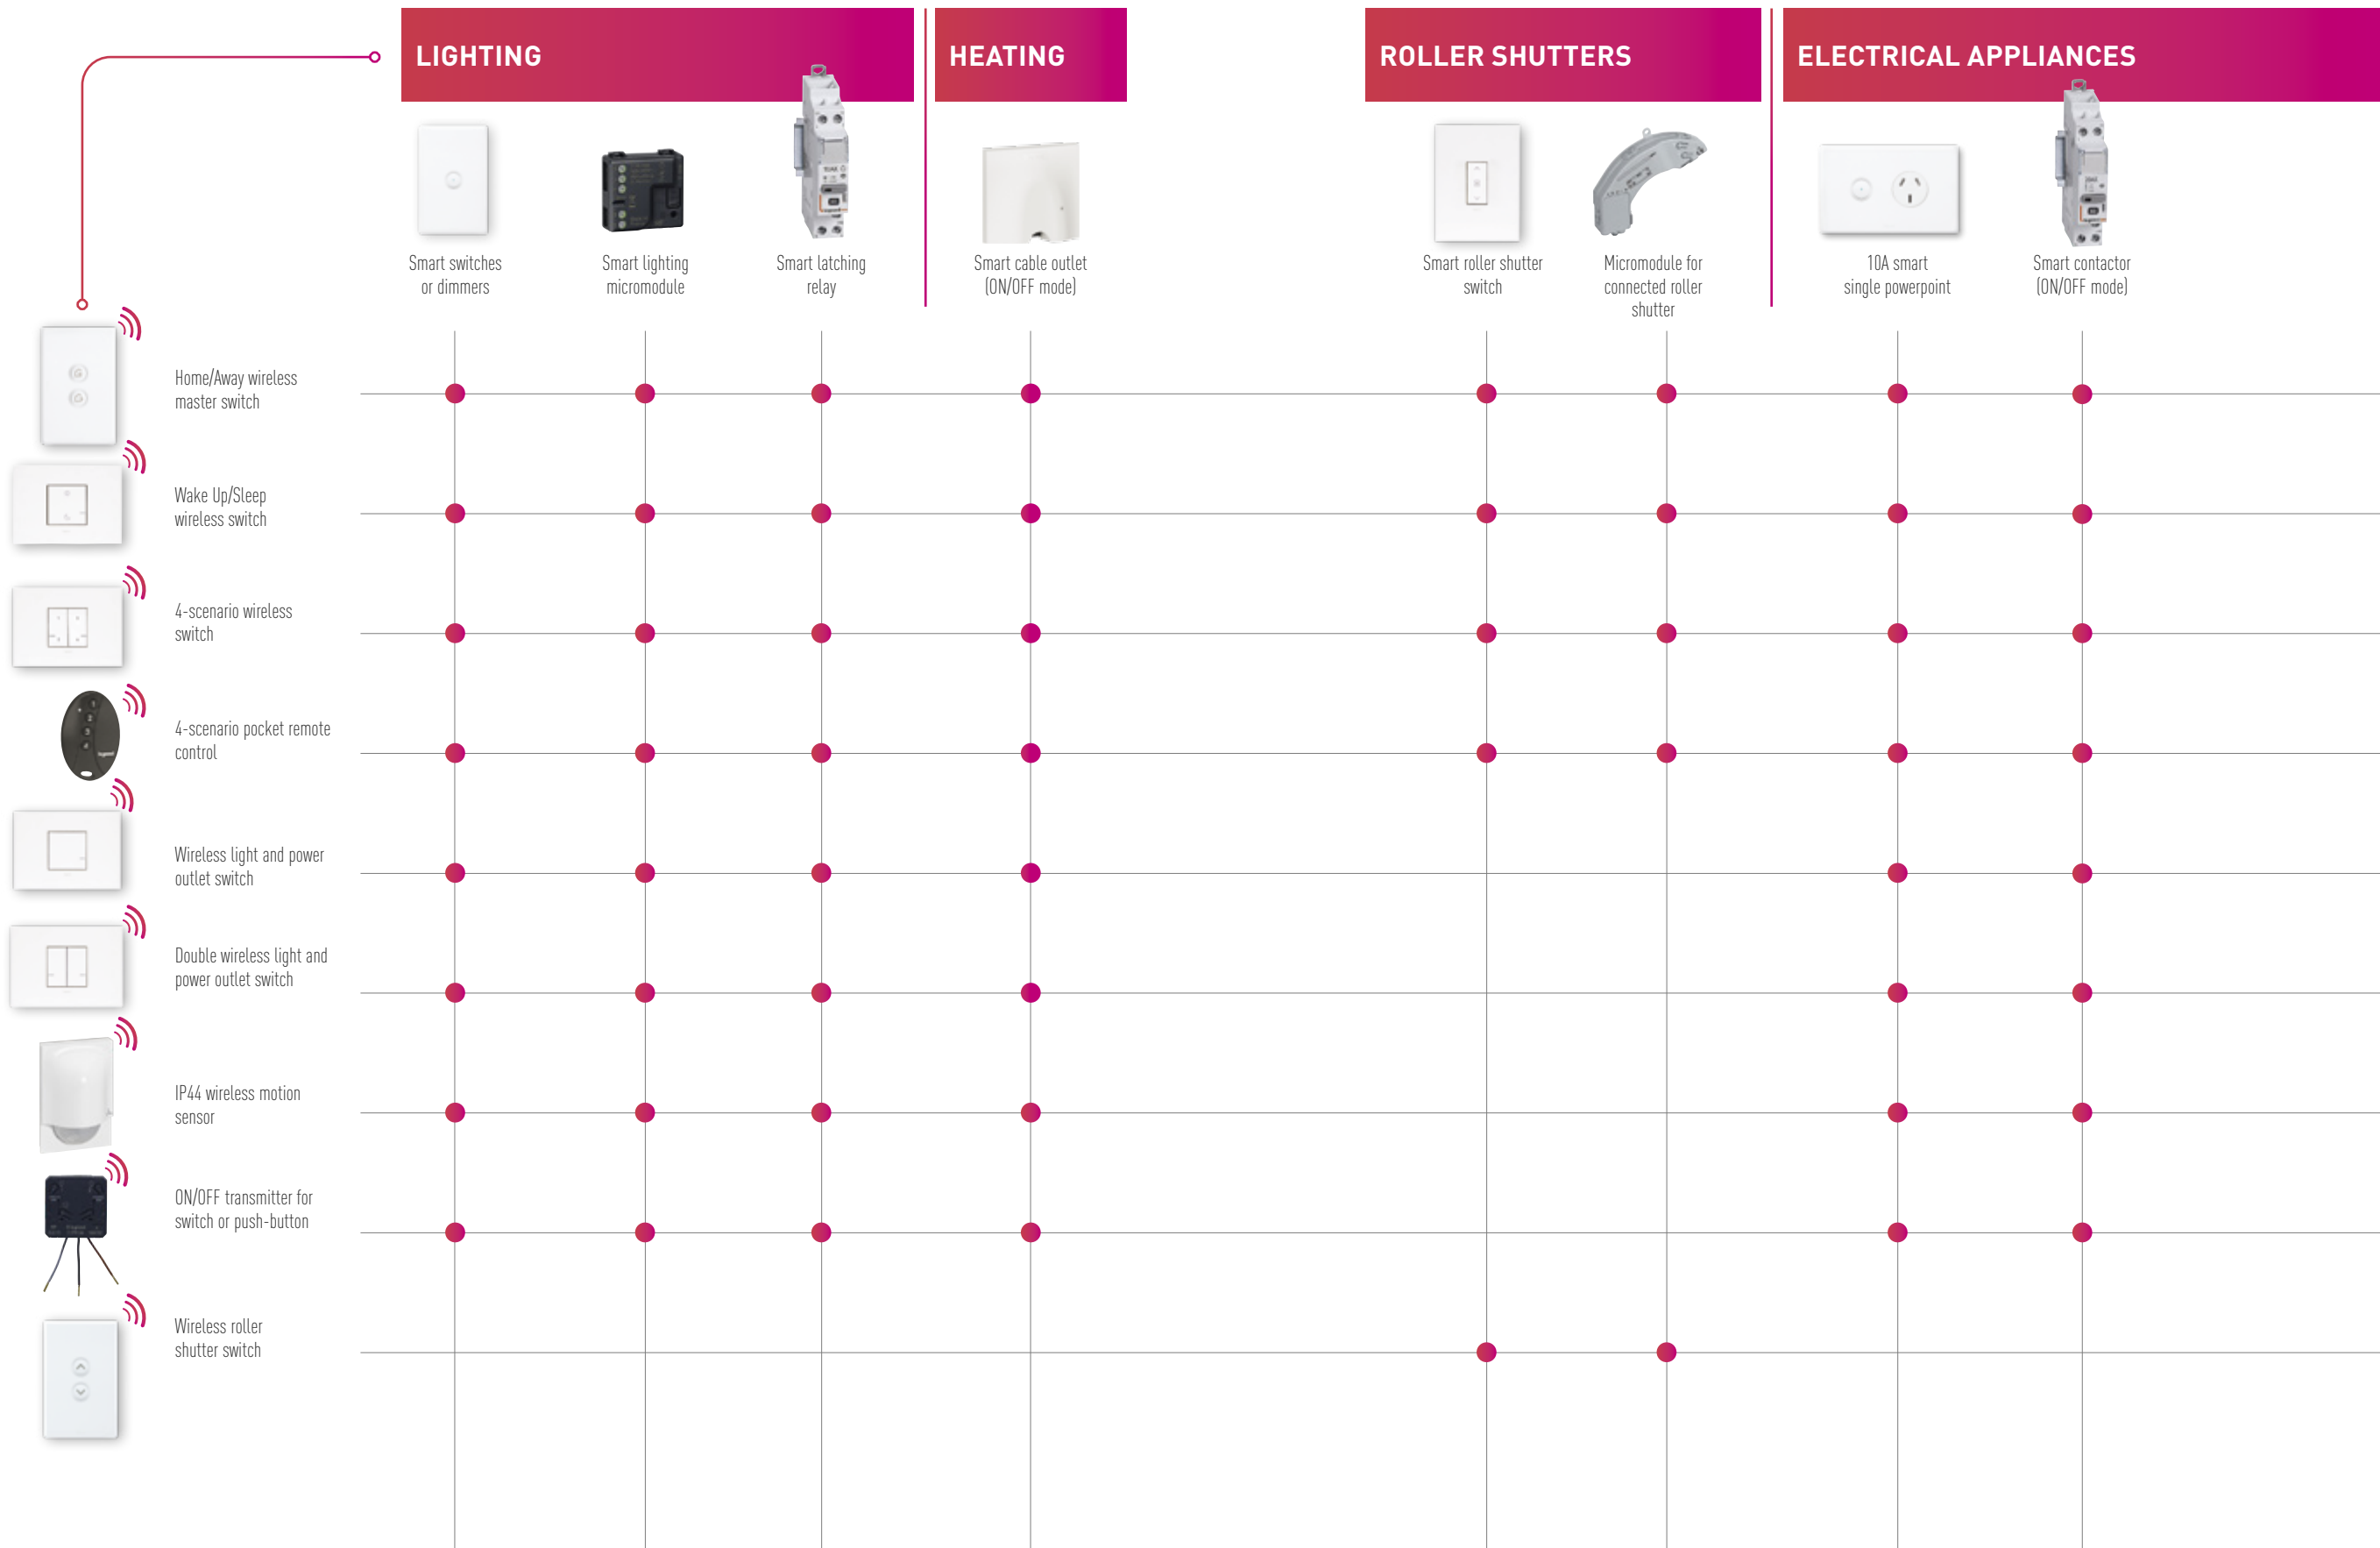 LIGHTING
HEATING
ROLLER SHUTTERS
ELECTRICAL APPLIANCES
Smart switches
or dimmers
Smart lighting
micromodule
Smart latching
relay
Smart cable outlet
(ON/OFF mode)
Smart roller shutter
switch
Micromodule for
connected roller
shutter
10A smart
single powerpoint
Smart contactor
(ON/OFF mode)
Home/Away wireless
master switch
Wake Up/Sleep
wireless switch
4-scenario wireless
switch
4-scenario pocket remote
control
Wireless light and power
outlet switch
Double wireless light and
power outlet switch
IP44 wireless motion
sensor
ON/OFF transmitter for
switch or push-button
Wireless roller
shutter switch